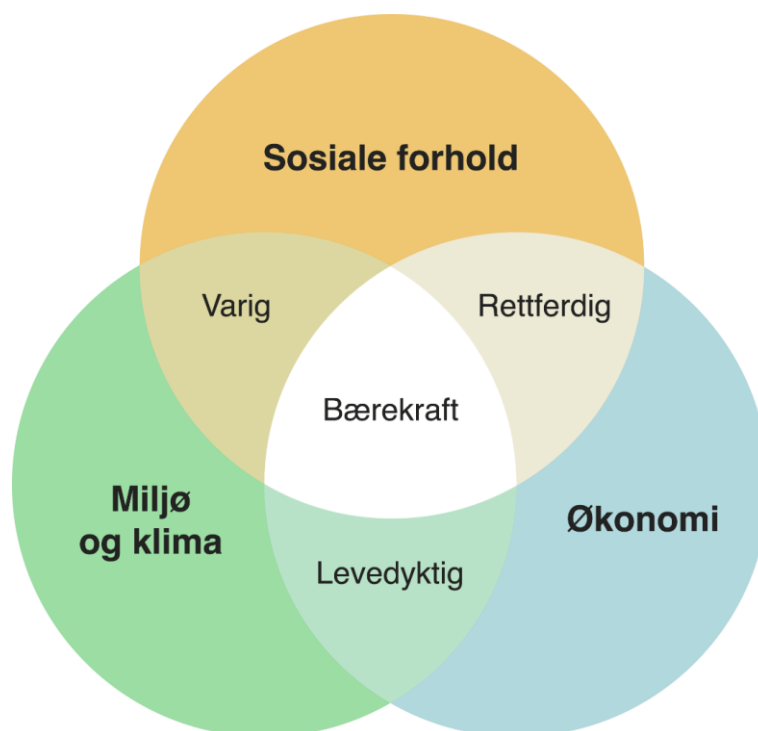 Sosiale forhold
Varig
Rettferdig
Bærekraft
Miljø
og klima
Økonomi
Levedyktig